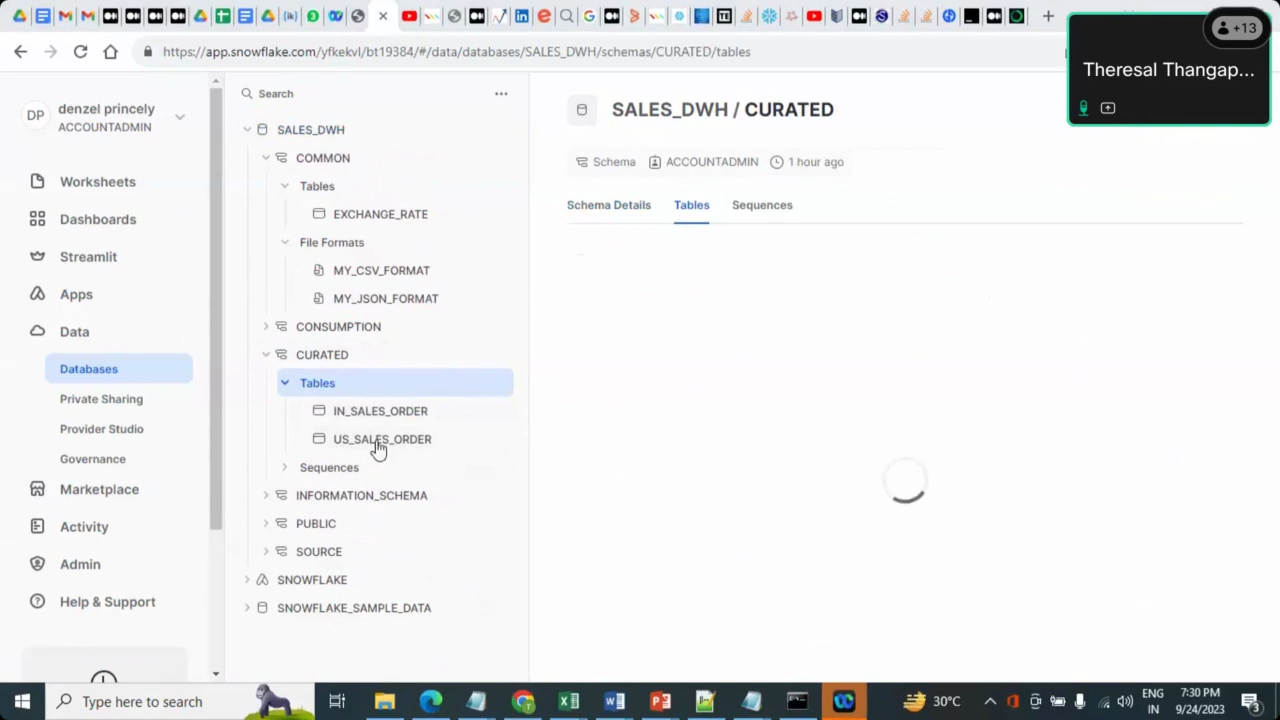 +13
https://app.snowflake.com/yfkekvl/bt19384/#/data/databases/SALES_DWH/schemas/CURATED/tables
Theresal Thangap...
DP
denzel princely
ACCOUNTADMIN
Worksheets
Dashboards
Streamlit
Apps
Data
Databases
Private Sharing
Provider Studio
Governance
Marketplace
Activity
Admin
Help & Support
Search
SALES_DWH
COMMON
Tables
EXCHANGE_RATE
File Formats
MY_CSV_FORMAT
MY_JSON_FORMAT
CONSUMPTION
CURATED
Tables
IN_SALES_ORDER
US_SALES_ORDER
Sequences
INFORMATION_SCHEMA
PUBLIC
SOURCE
SNOWFLAKE
SNOWFLAKE_SAMPLE_DATA
SALES_DWH / CURATED
Schema ACCOUNTADMIN 1 hour ago
Schema Details Tables Sequences
Type here to search
30°C
ENG
IN
7:30 PM
9/24/2023
3